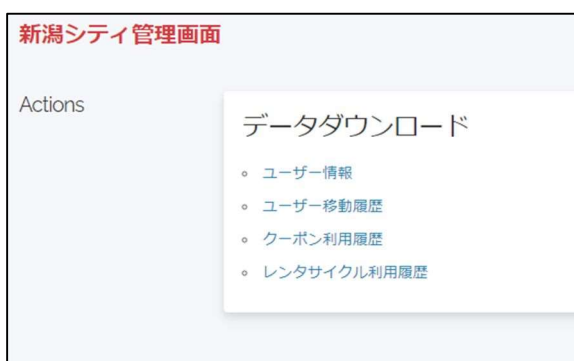 新潟シティ管理画面
Actions
データダウンロード
ユーザー情報
ユーザー移動履歴
クーポン利用履歴
レンタサイクル利用履歴